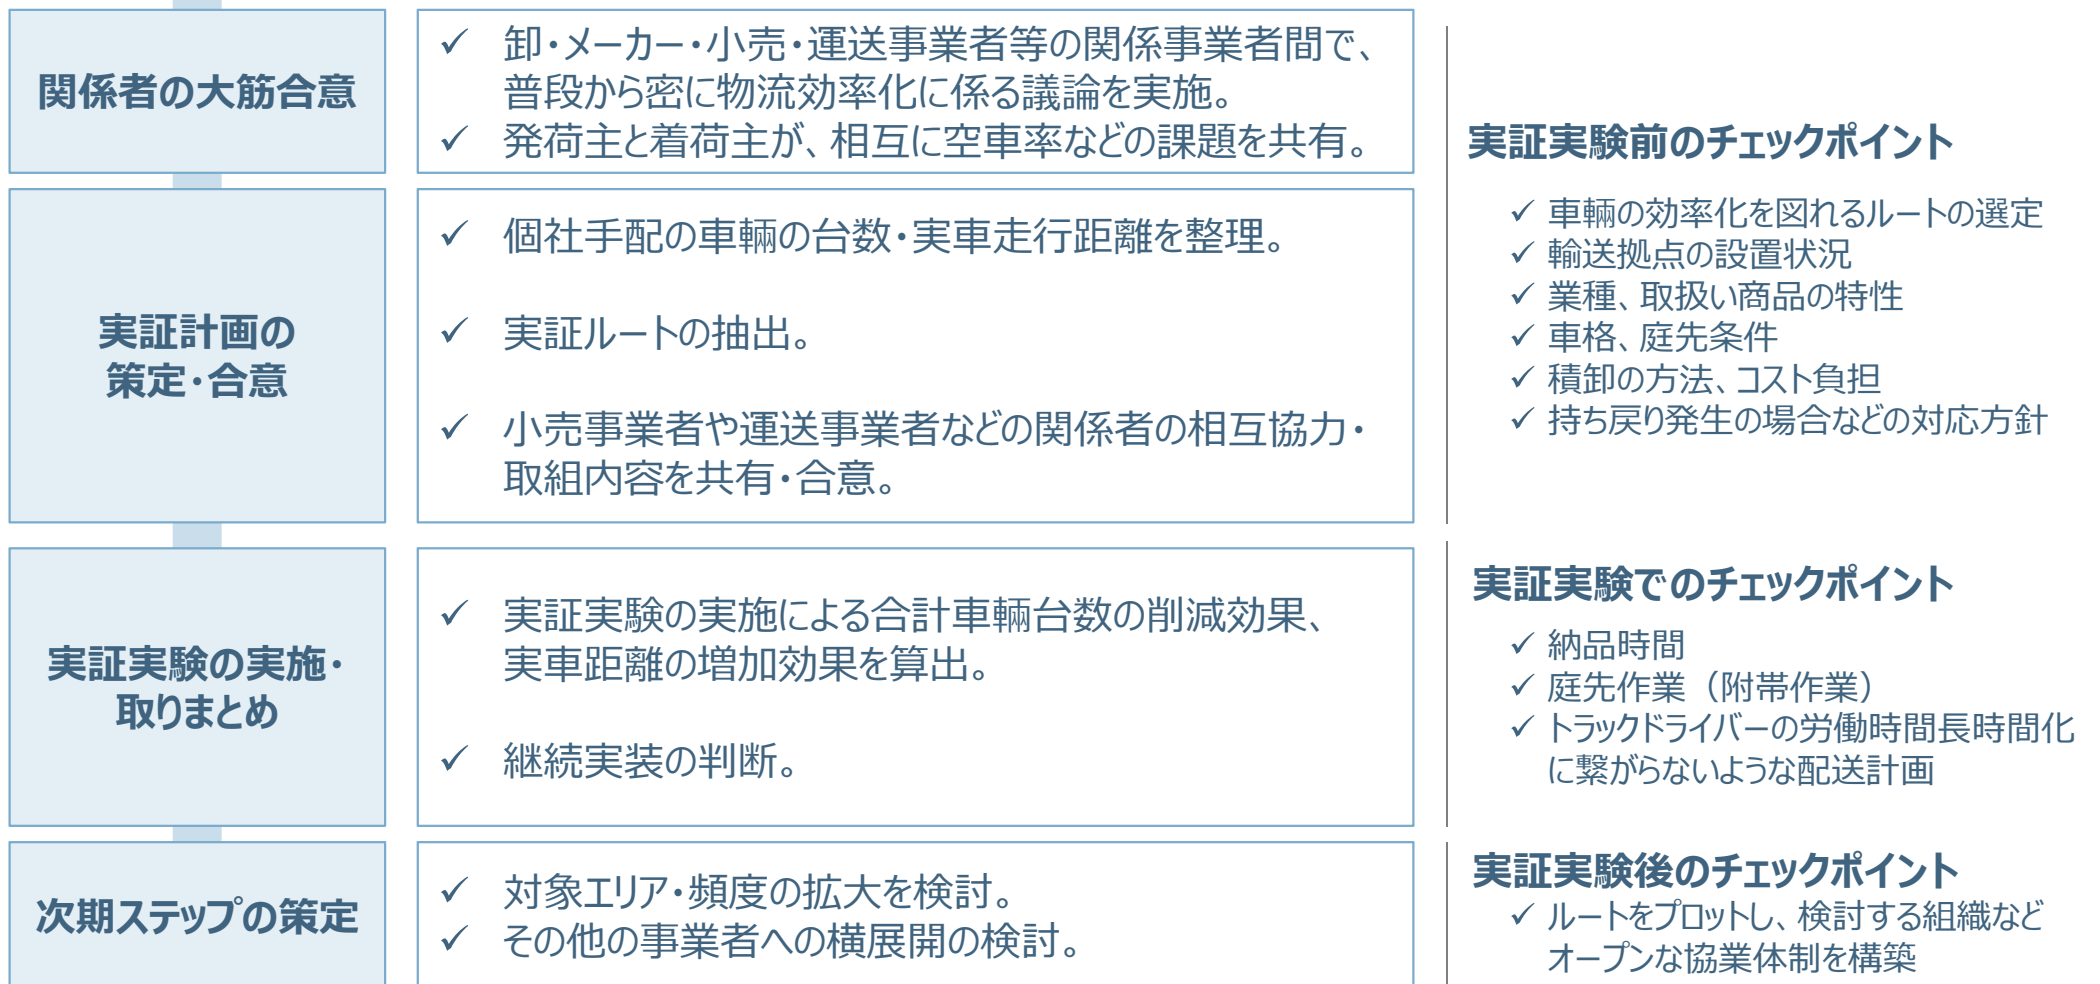 関係者の大筋合意
✓ 卸・メーカー・小売・運送事業者等の関係事業者間で、
普段から密に物流効率化に係る議論を実施。
✓ 発荷主と着荷主が、相互に空車率などの課題を共有。
実証計画の
策定・合意
✓ 個社手配の車輛の台数・実車走行距離を整理。
✓ 実証ルートの抽出。
✓ 小売事業者や運送事業者などの関係者の相互協力・
取組内容を共有・合意。
実証実験前のチェックポイント
✓ 車輛の効率化を図れるルートの選定
✓ 輸送拠点の設置状況
✓ 業種、取扱い商品の特性
✓ 車格、庭先条件
✓ 積卸の方法、コスト負担
✓ 持ち戻り発生の場合などの対応方針
実証実験の実施・
取りまとめ
✓ 実証実験の実施による合計車輛台数の削減効果、
実車距離の増加効果を算出。
✓ 継続実装の判断。
実証実験でのチェックポイント
✓ 納品時間
✓ 庭先作業（附帯作業）
✓ トラックドライバーの労働時間長時間化
に繋がらないような配送計画
次期ステップの策定
✓ 対象エリア・頻度の拡大を検討。
✓ その他の事業者への横展開の検討。
実証実験後のチェックポイント
✓ ルートをプロットし、検討する組織など
オープンな協業体制を構築